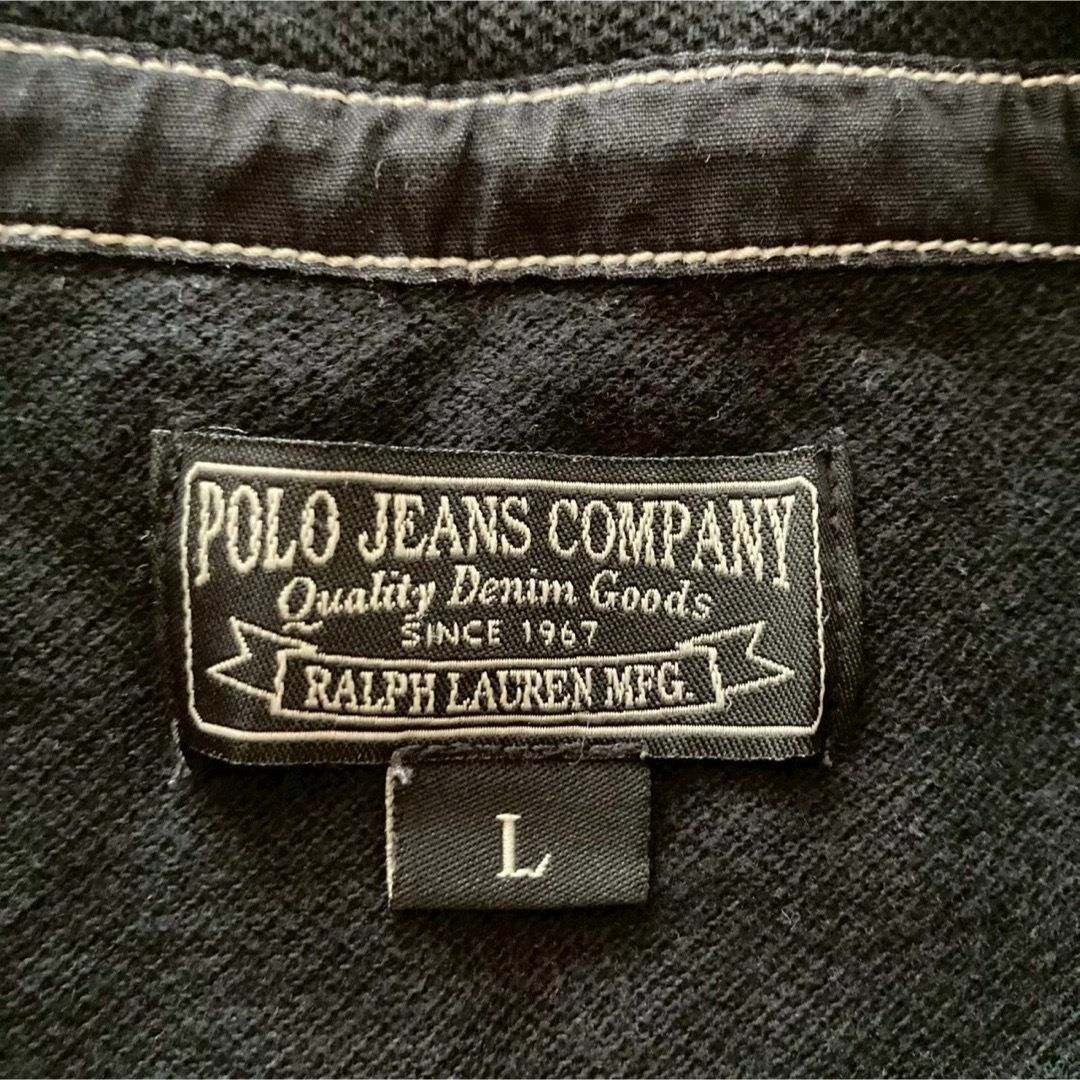 POLO JEANS COMPANY
Quality Denim Goods
SINCE 1967
RALPH LAUREN MFG.
L